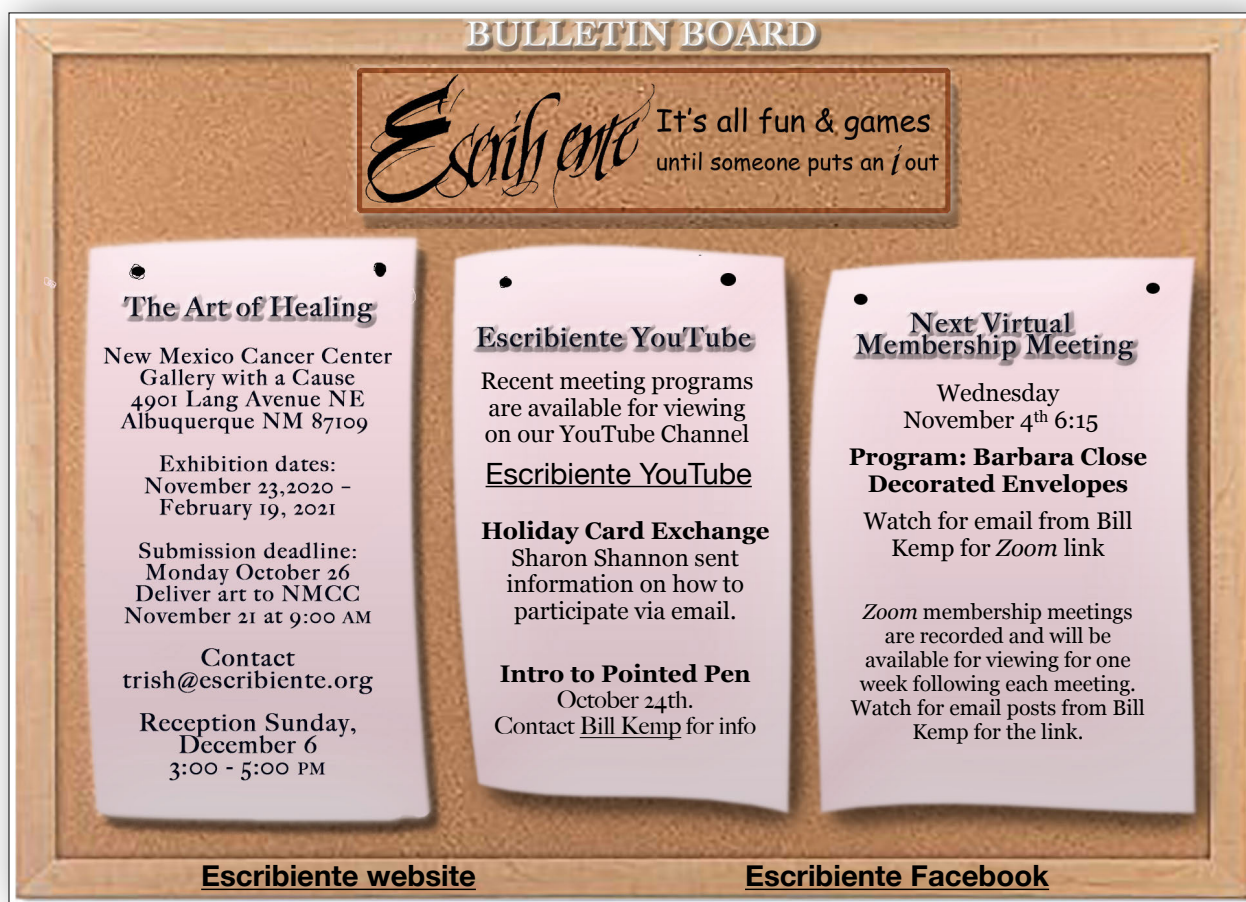 BULLETIN BOARD
Escrib ente
It's all fun & games
until someone puts an i out
The Art of Healing
New Mexico Cancer Center
Gallery with a Cause
4901 Lang Avenue NE
Albuquerque NM 87109
Exhibition dates:
November 23,2020 –
February 19, 2021
Submission deadline:
Monday October 26
Deliver art to NMCC
November 21 at 9:00 AM
Contact
trish@escribiente.org
Reception Sunday,
December 6
3:00 - 5:00 PM
Escribiente YouTube
Recent meeting programs
are available for viewing
on our YouTube Channel
Escribiente YouTube
Holiday Card Exchange
Sharon Shannon sent
information on how to
participate via email.
Intro to Pointed Pen
October 24th.
Contact Bill Kemp for info
Next Virtual
Membership Meeting
Wednesday
November 4th 6:15
Program: Barbara Close
Decorated Envelopes
Watch for email from Bill
Kemp for Zoom link
Zoom membership meetings
are recorded and will be
available for viewing for one
week following each meeting.
Watch for email posts from Bill
Kemp for the link.
Escribiente website
Escribiente Facebook